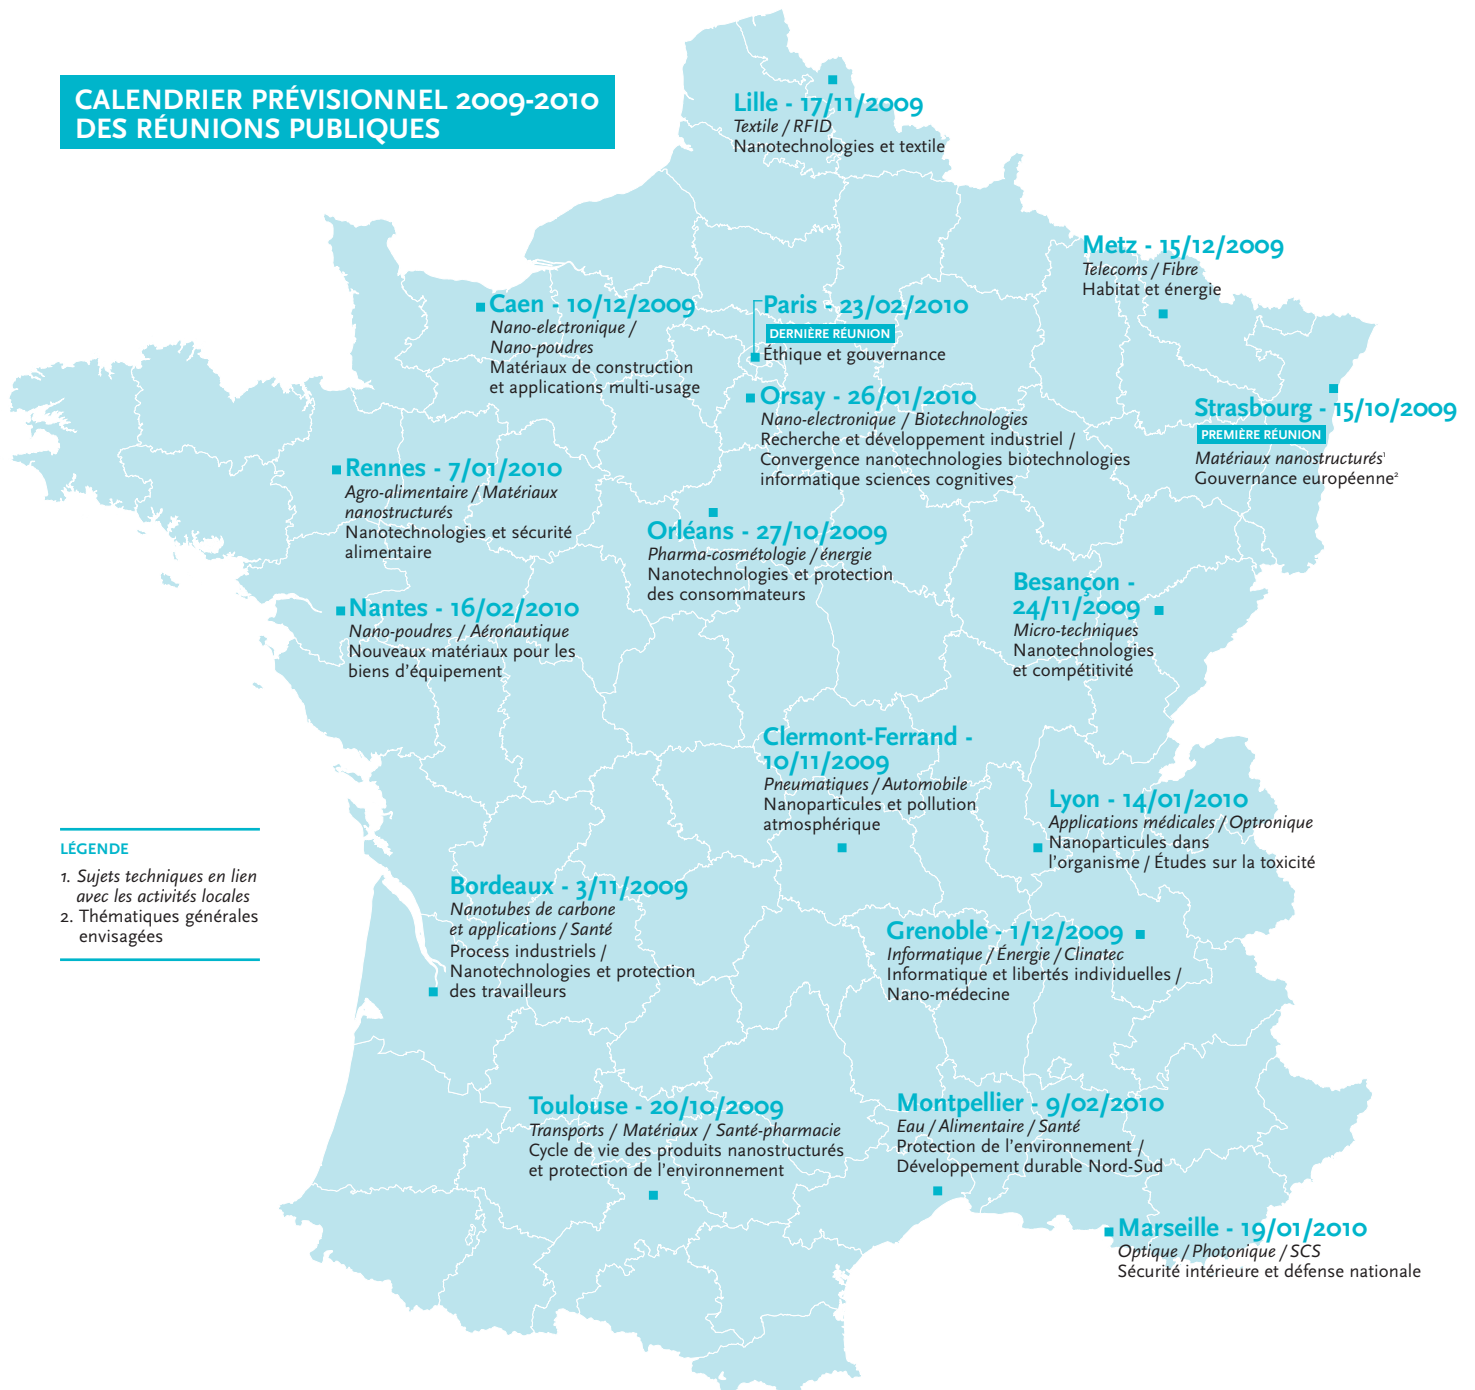 CALENDRIER PRÉVISIONNEL 2009-2010
DES RÉUNIONS PUBLIQUES
Lille - 17/11/2009
Textile / RFID
Nanotechnologies et textile
Metz - 15/12/2009
Telecoms / Fibre
Habitat et énergie
Caen - 10/12/2009
Nano-electronique /
Nano-poudres
Matériaux de construction
et applications multi-usage
Paris - 23/02/2010
DERNIÈRE RÉUNION
Éthique et gouvernance
Orsay - 26/01/2010
Nano-electronique / Biotechnologies
Recherche et développement industriel /
Convergence nanotechnologies biotechnologies
informatique sciences cognitives
Strasbourg - 15/10/2009
PREMIÈRE RÉUNION
Matériaux nanostructurés¹
Gouvernance européenne²
Rennes - 7/01/2010
Agro-alimentaire / Matériaux
nanostructurés
Nanotechnologies et sécurité
alimentaire
Orléans - 27/10/2009
Pharma-cosmétologie / énergie
Nanotechnologies et protection
des consommateurs
Besançon -
24/11/2009
Micro-techniques
Nanotechnologies
et compétitivité
Nantes - 16/02/2010
Nano-poudres / Aéronautique
Nouveaux matériaux pour les
biens d'équipement
Clermont-Ferrand -
10/11/2009
Pneumatiques / Automobile
Nanoparticules et pollution
atmosphérique
Lyon - 14/01/2010
Applications médicales / Optronique
Nanoparticules dans
l'organisme / Études sur la toxicité
LÉGENDE
1. Sujets techniques en lien
avec les activités locales
2. Thématiques générales
envisagées
Bordeaux - 3/11/2009
Nanotubes de carbone
et applications / Santé
Process industriels /
Nanotechnologies et protection
des travailleurs
Grenoble - 1/12/2009
Informatique / Énergie / Clinatec
Informatique et libertés individuelles /
Nano-médecine
Toulouse - 20/10/2009
Transports / Matériaux / Santé-pharmacie
Cycle de vie des produits nanostructurés
et protection de l'environnement
Montpellier - 9/02/2010
Eau / Alimentaire / Santé
Protection de l'environnement /
Développement durable Nord-Sud
Marseille - 19/01/2010
Optique / Photonique / SCS
Sécurité intérieure et défense nationale